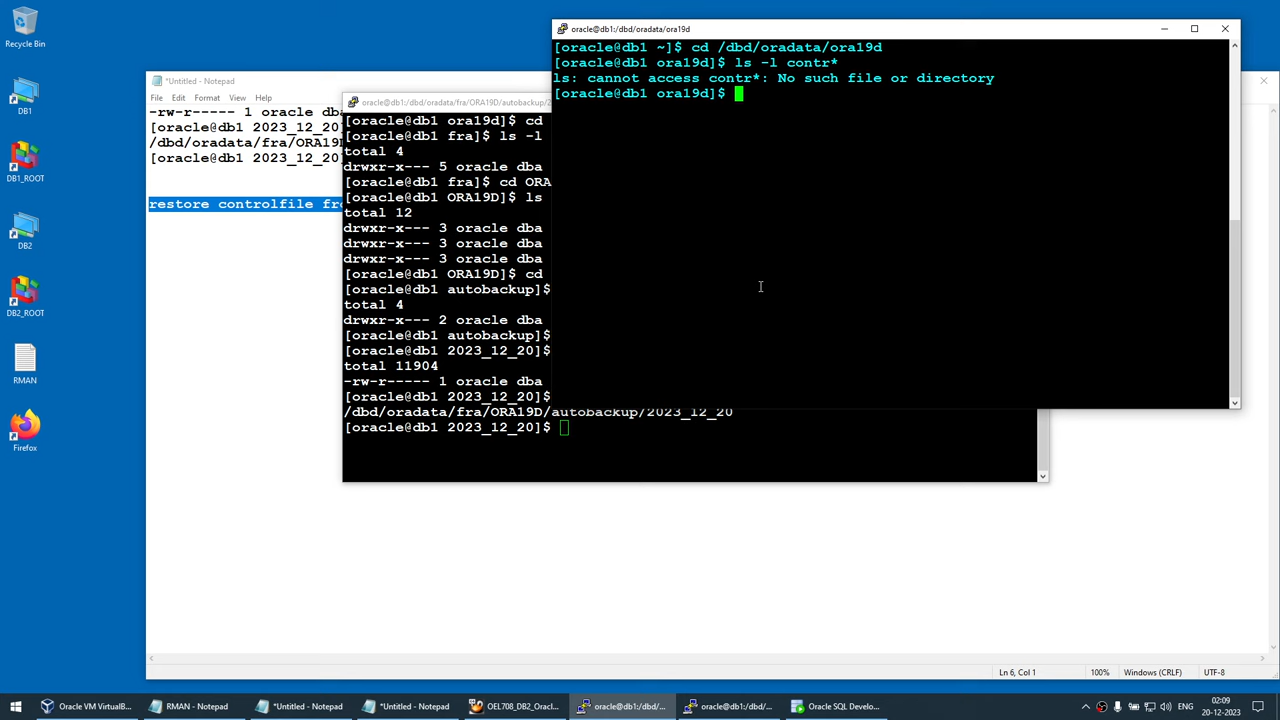 Recycle Bin
DB1
DB1_ROOT
DB2
DB2_ROOT
RMAN
Firefox
*Untitled - Notepad
File Edit Format View Help
-rw-r----- 1 oracle dba
[oracle@db1 2023_12_20]
/dbd/oradata/fra/ORA19D
[oracle@db1 2023_12_20]
restore controlfile fro
Ln 6, Col 1 100% Windows (CRLF) UTF-8
oracle@db1:/dbd/oradata/fra/ORA19D/autobackup/2
[oracle@db1 ora19d]$ cd
[oracle@db1 fra]$ ls -l
total 4
drwxr-x--- 5 oracle dba
[oracle@db1 fra]$ cd ORA
[oracle@db1 ORA19D]$ ls
total 12
drwxr-x--- 3 oracle dba
drwxr-x--- 3 oracle dba
drwxr-x--- 3 oracle dba
[oracle@db1 ORA19D]$ cd
[oracle@db1 autobackup]$
total 4
drwxr-x--- 2 oracle dba
[oracle@db1 autobackup]$
[oracle@db1 2023_12_20]$
total 11904
-rw-r----- 1 oracle dba
[oracle@db1 2023_12_20]$
/dbd/oradata/fra/ORA19D/autobackup/2023_12_20
[oracle@db1 2023_12_20]$
oracle@db1:/dbd/oradata/ora19d
[oracle@db1 ~]$ cd /dbd/oradata/ora19d
[oracle@db1 ora19d]$ ls -l contr*
ls: cannot access contr*: No such file or directory
[oracle@db1 ora19d]$
Oracle VM VirtualB...
RMAN - Notepad
*Untitled - Notepad
*Untitled - Notepad
OEL708_DB2_Oracl...
oracle@db1:/dbd/...
oracle@db1:/dbd/...
Oracle SQL Develo...
ENG
02:09
20-12-2023